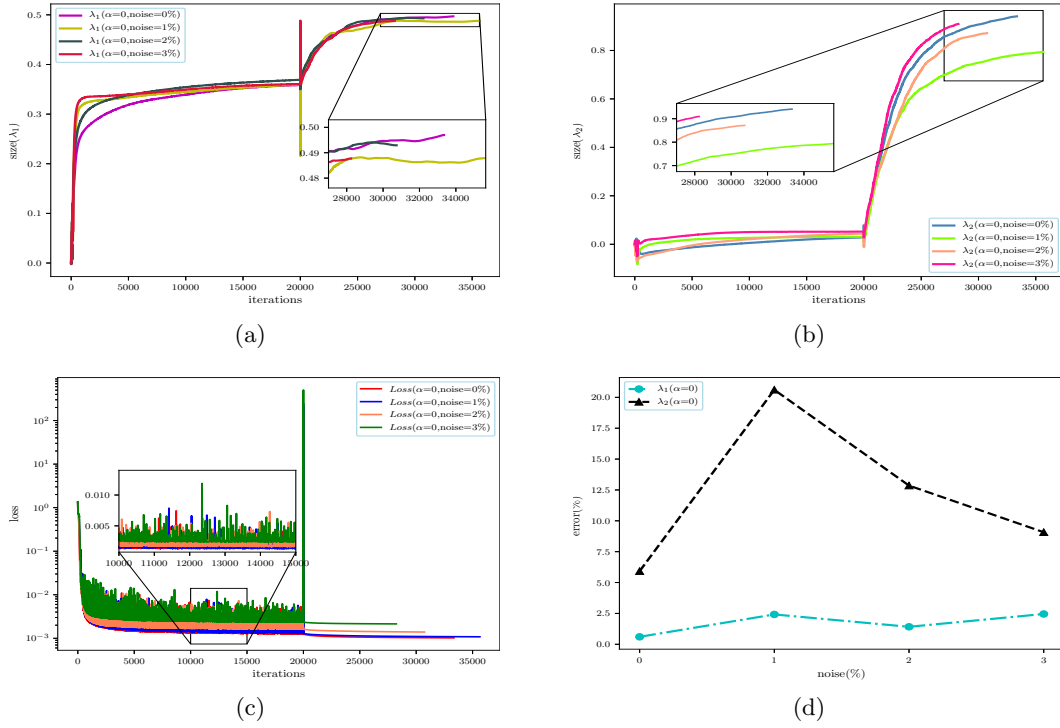 0.5
0.4
0.3
0.2
0.1
0.0
size(λ₁)
λ₁(α=0,noise=0%)
λ₁(α=0,noise=1%)
λ₁(α=0,noise=2%)
λ₁(α=0,noise=3%)
0.50
0.49
0.48
28000 30000 32000 34000
0 5000 10000 15000 20000 25000 30000 35000
iterations
(a)
0.8
0.6
0.4
0.2
0.0
size(λ₂)
0.9
0.8
0.7
28000 30000 32000 34000
λ₂(α=0,noise=0%)
λ₂(α=0,noise=1%)
λ₂(α=0,noise=2%)
λ₂(α=0,noise=3%)
0 5000 10000 15000 20000 25000 30000 35000
iterations
(b)
10²
10¹
10⁰
10⁻¹
10⁻²
10⁻³
loss
Loss(α=0,noise=0%)
Loss(α=0,noise=1%)
Loss(α=0,noise=2%)
Loss(α=0,noise=3%)
0.010
0.005
10000 11000 12000 13000 14000 15000
0 5000 10000 15000 20000 25000 30000 35000
iterations
(c)
20.0
17.5
15.0
12.5
10.0
7.5
5.0
2.5
0.0
error(%)
λ₁(α=0)
λ₂(α=0)
0 1 2 3
noise(%)
(d)